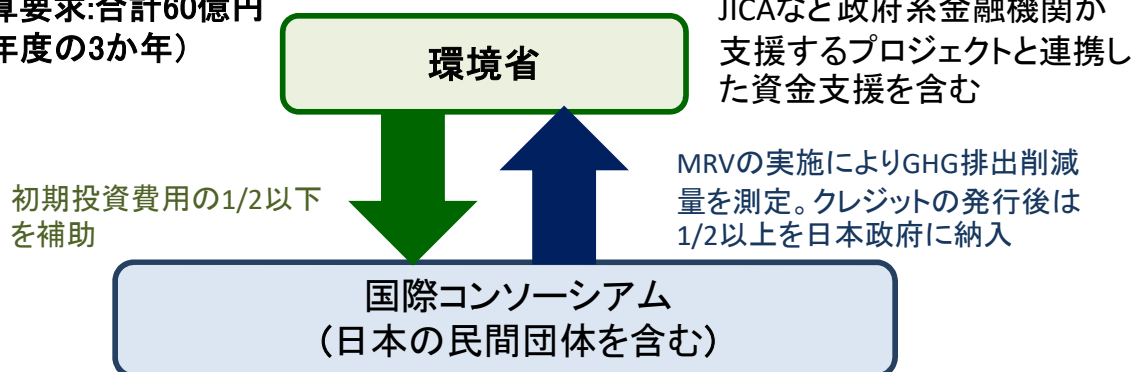 算要求:合計60億円
年度の3か年)
環境省
JICAなど政府系金融機関が
支援するプロジェクトと連携し
た資金支援を含む
初期投資費用の1/2以下
を補助
MRVの実施によりGHG排出削減
量を測定。クレジットの発行後は
1/2以上を日本政府に納入
国際コンソーシアム
(日本の民間団体を含む)